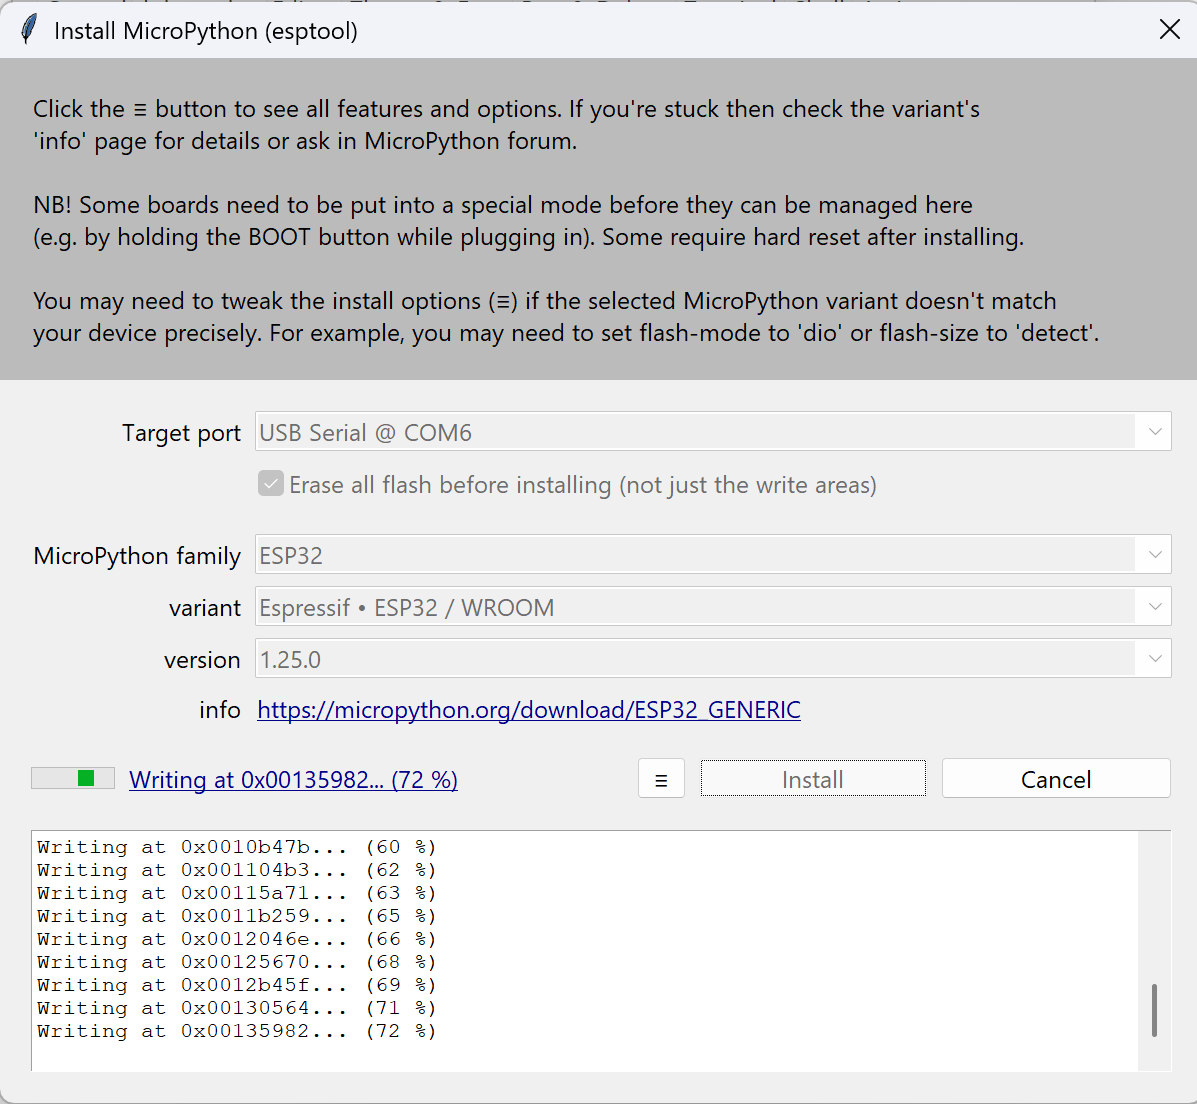 Install MicroPython (esptool)
Click the ≡ button to see all features and options. If you're stuck then check the variant's
'info' page for details or ask in MicroPython forum.
NB! Some boards need to be put into a special mode before they can be managed here
(e.g. by holding the BOOT button while plugging in). Some require hard reset after installing.
You may need to tweak the install options (≡) if the selected MicroPython variant doesn't match
your device precisely. For example, you may need to set flash-mode to 'dio' or flash-size to 'detect'.
Target port USB Serial @ COM6
Erase all flash before installing (not just the write areas)
MicroPython family ESP32
variant Espressif • ESP32 / WROOM
version 1.25.0
info https://micropython.org/download/ESP32_GENERIC
Writing at 0x00135982... (72 %) ≡ Install Cancel
Writing at 0x0010b47b... (60 %)
Writing at 0x001104b3... (62 %)
Writing at 0x00115a71... (63 %)
Writing at 0x0011b259... (65 %)
Writing at 0x0012046e... (66 %)
Writing at 0x00125670... (68 %)
Writing at 0x0012b45f... (69 %)
Writing at 0x00130564... (71 %)
Writing at 0x00135982... (72 %)